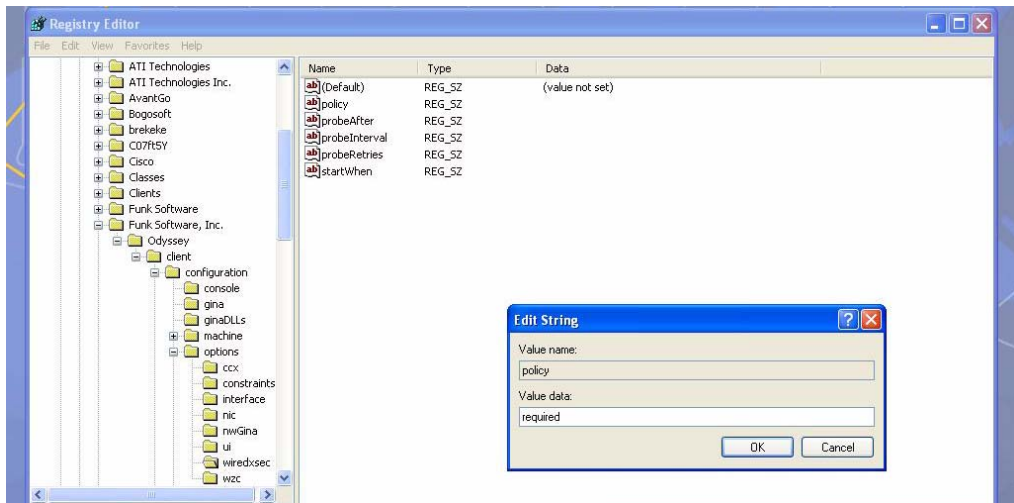 Registry Editor
File Edit View Favorites Help
ATI Technologies
ATI Technologies Inc.
AvantGo
Bogosoft
brekeke
C07ft5Y
Cisco
Classes
Clients
Funk Software
Funk Software, Inc.
Odyssey
client
configuration
console
gina
ginaDLLs
machine
options
ccx
constraints
interface
nic
nwGina
ui
wiredxsec
wzc
Name Type Data
(Default) REG_SZ (value not set)
policy REG_SZ
probeAfter REG_SZ
probeInterval REG_SZ
probeRetries REG_SZ
startWhen REG_SZ
Edit String
Value name:
policy
Value data:
required
OK Cancel